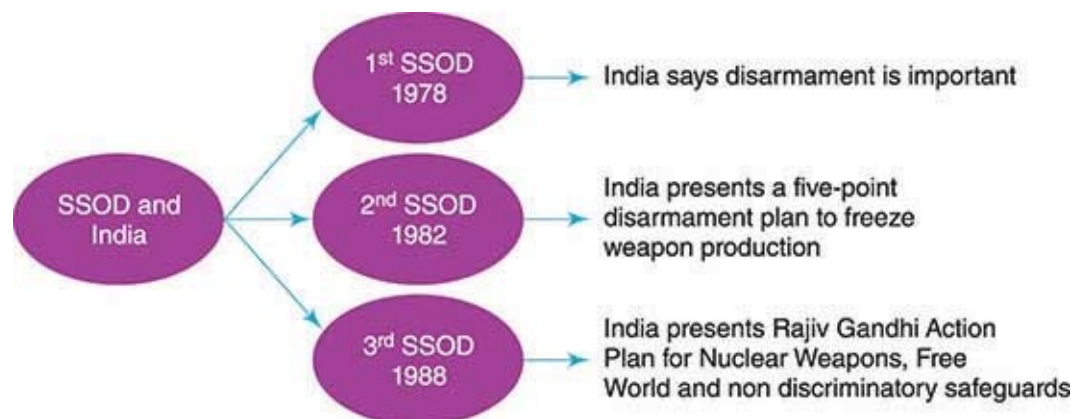 SSOD and
India
1st SSOD
1978
India says disarmament is important
2nd SSOD
1982
India presents a five-point
disarmament plan to freeze
weapon production
3rd SSOD
1988
India presents Rajiv Gandhi Action
Plan for Nuclear Weapons, Free
World and non discriminatory safeguards